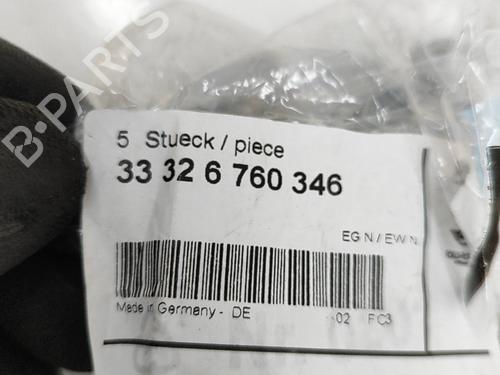 B-PARTS
5 Stueck / piece
33 32 6 760 346
EG N / EW N
Made in Germany - DE -02 FC3